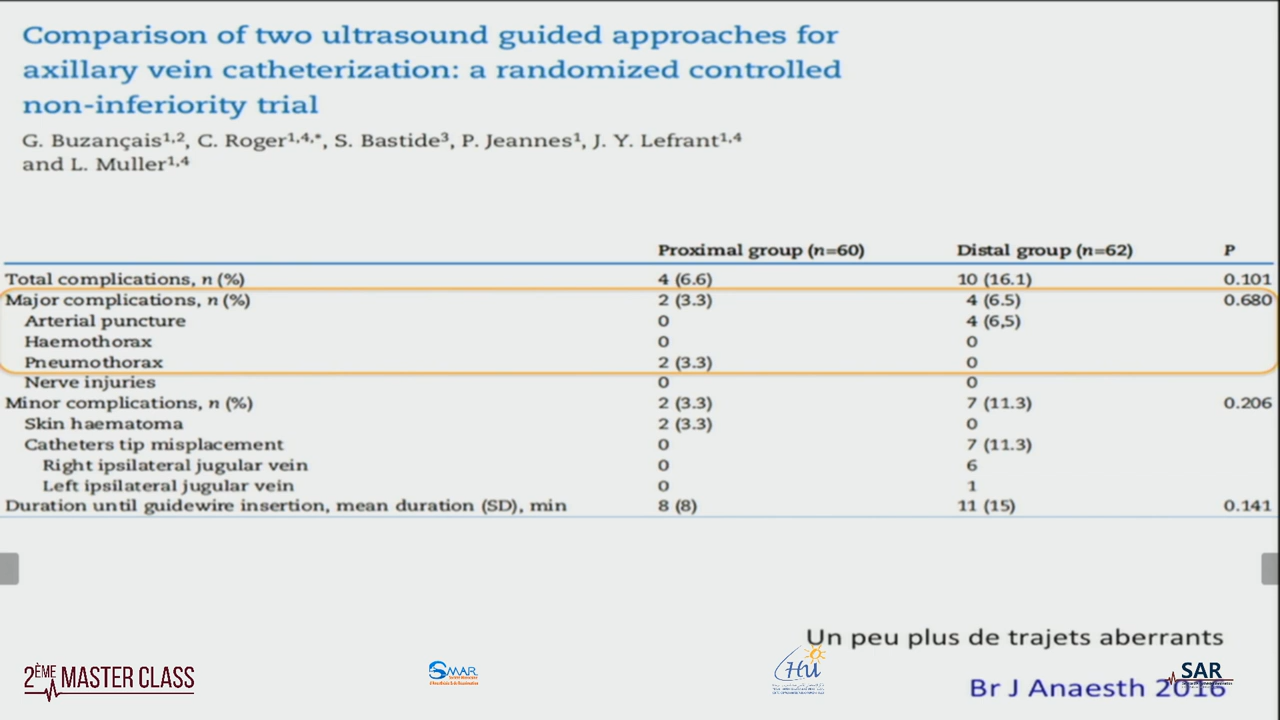 Comparison of two ultrasound guided approaches for
axillary vein catheterization: a randomized controlled
non-inferiority trial
G. Buzançais1,2, C. Roger1,4,*, S. Bastide3, P. Jeannes1, J. Y. Lefrant1,4
and L. Muller1,4
Proximal group (n=60) Distal group (n=62) P
Total complications, n (%) 4 (6.6) 10 (16.1) 0.101
Major complications, n (%) 2 (3.3) 4 (6.5) 0.680
Arterial puncture 0 4 (6,5)
Haemothorax 0 0
Pneumothorax 2 (3.3) 0
Nerve injuries 0 0
Minor complications, n (%) 2 (3.3) 7 (11.3) 0.206
Skin haematoma 2 (3.3) 0
Catheters tip misplacement 0 7 (11.3)
Right ipsilateral jugular vein 0 6
Left ipsilateral jugular vein 0 1
Duration until guidewire insertion, mean duration (SD), min 8 (8) 11 (15) 0.141
Un peu plus de trajets aberrants
2ÈME MASTER CLASS
SMAR
CHU
SAR
Br J Anaesth 2016